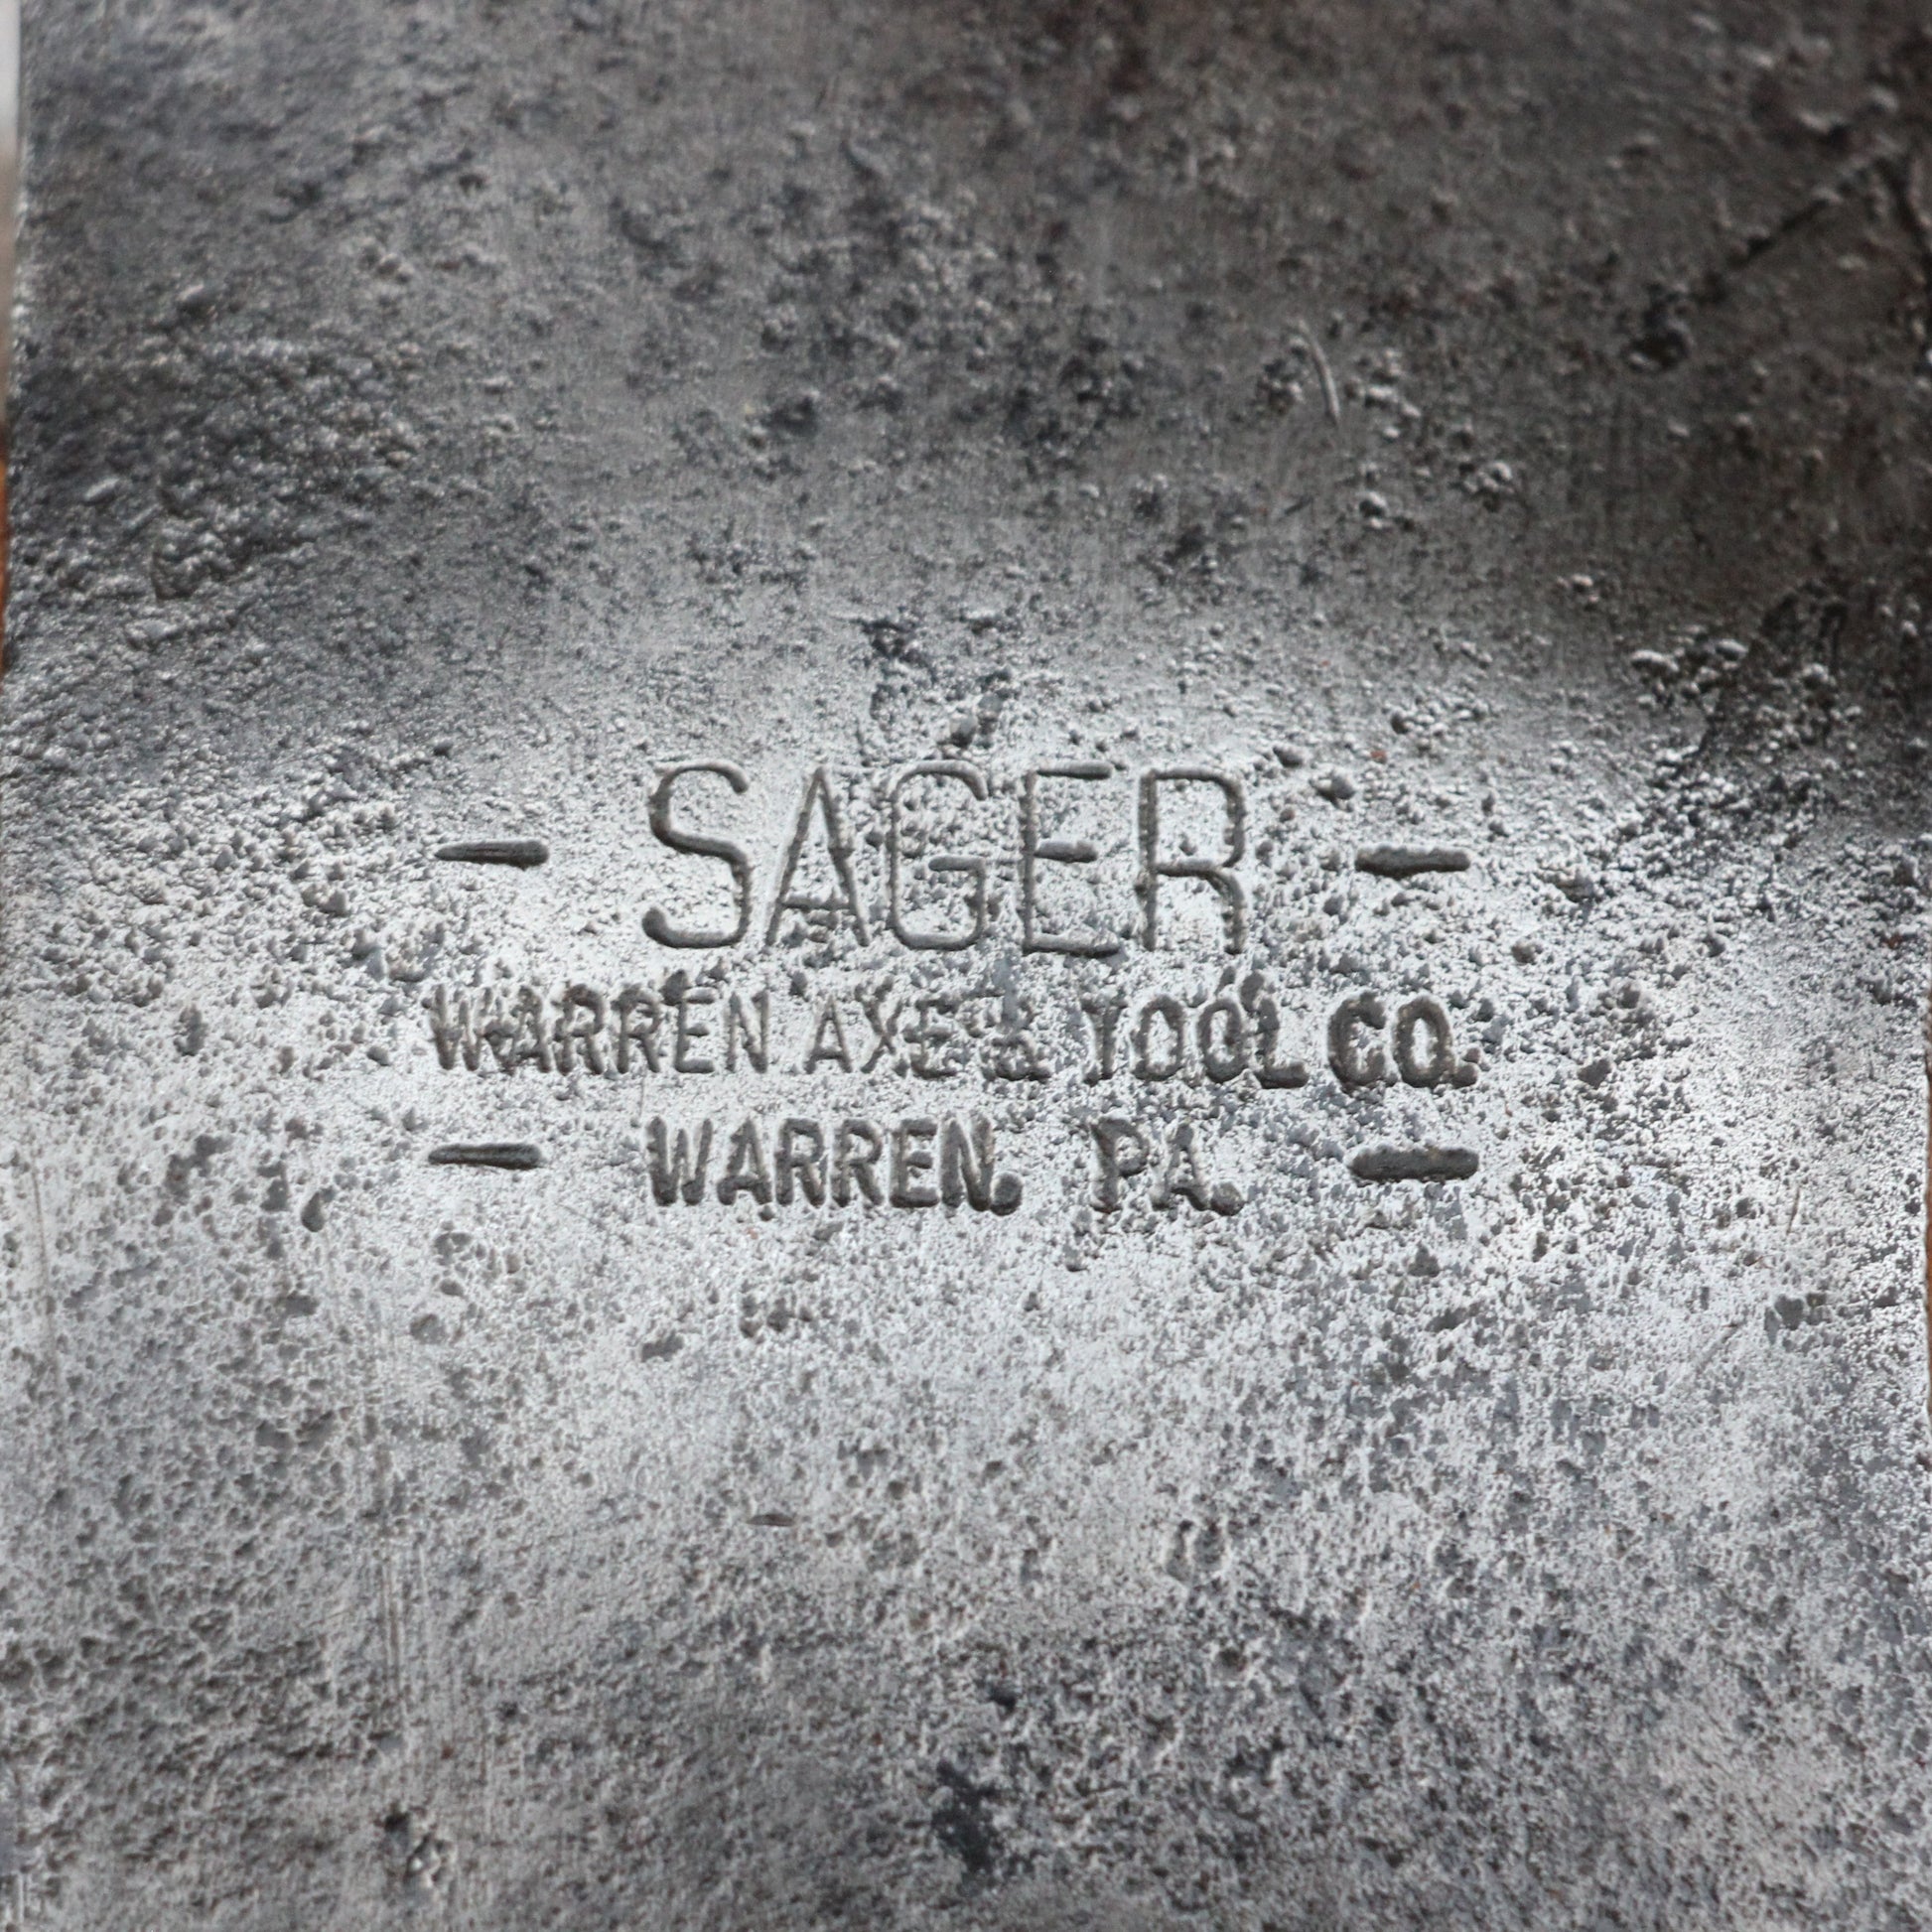 - SAGER -
WARREN AXE & TOOL CO.
- WARREN, PA. -